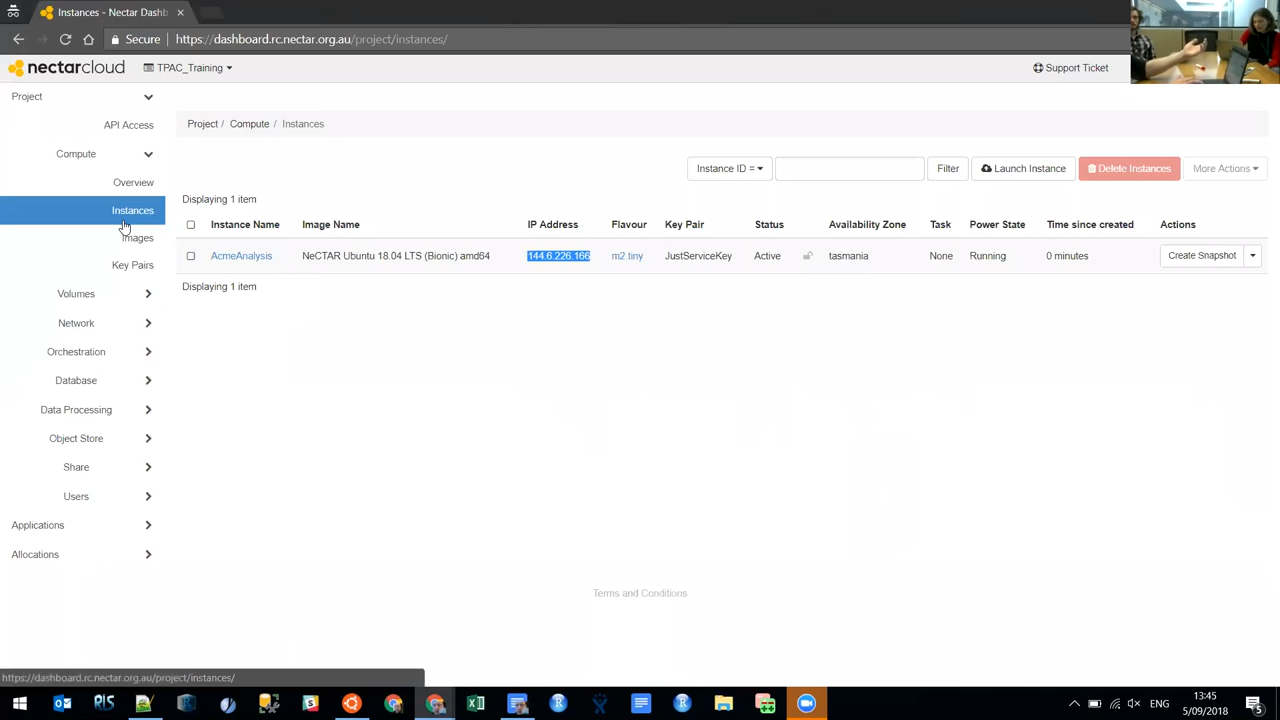 Instances - Nectar Dashb
Secure https://dashboard.rc.nectar.org.au/project/instances/
nectarcloud TPAC_Training Support Ticket
Project
API Access
Compute
Overview
Instances
Images
Key Pairs
Volumes
Network
Orchestration
Database
Data Processing
Object Store
Share
Users
Applications
Allocations
Project / Compute / Instances
Instance ID = Filter Launch Instance Delete Instances More Actions
Displaying 1 item
Instance Name Image Name IP Address Flavour Key Pair Status Availability Zone Task Power State Time since created Actions
AcmeAnalysis NeCTAR Ubuntu 18.04 LTS (Bionic) amd64 144.6.226.166 m2.tiny JustServiceKey Active tasmania None Running 0 minutes Create Snapshot
Displaying 1 item
Terms and Conditions
https://dashboard.rc.nectar.org.au/project/instances/
ENG
13:45
5/09/2018
5